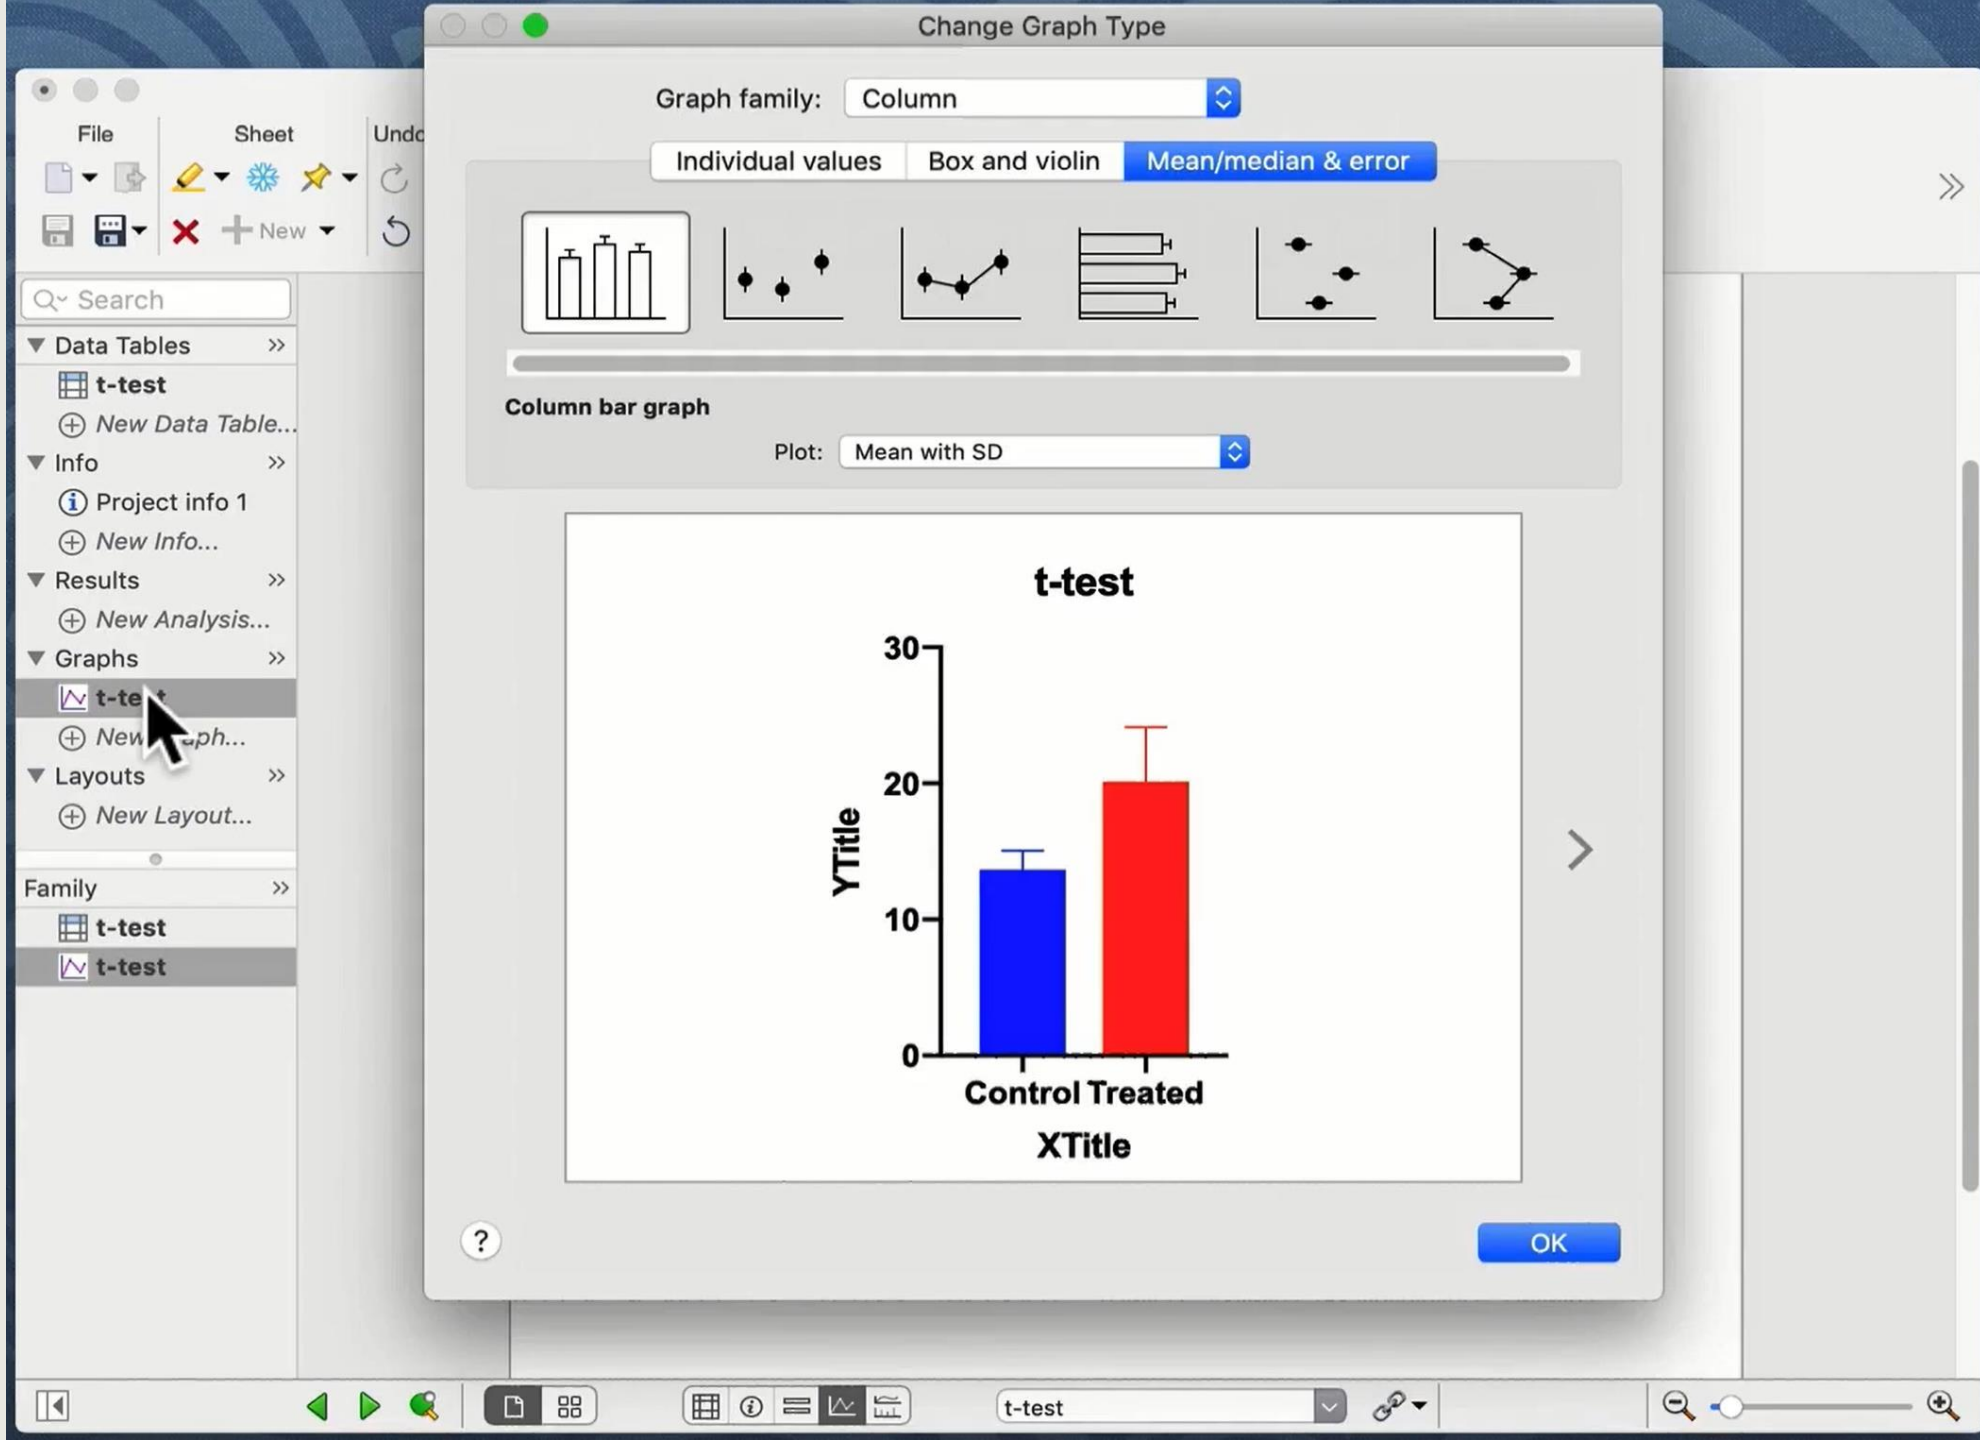 Change Graph Type
Graph family: Column
Individual values Box and violin Mean/median & error
Column bar graph
Plot: Mean with SD
t-test
30
20
10
0
YTitle
Control Treated
XTitle
?
OK
File Sheet Undo
New
Search
Data Tables
t-test
New Data Table...
Info
Project info 1
New Info...
Results
New Analysis...
Graphs
t-test
Layouts
New Layout...
Family
t-test
t-test
t-test